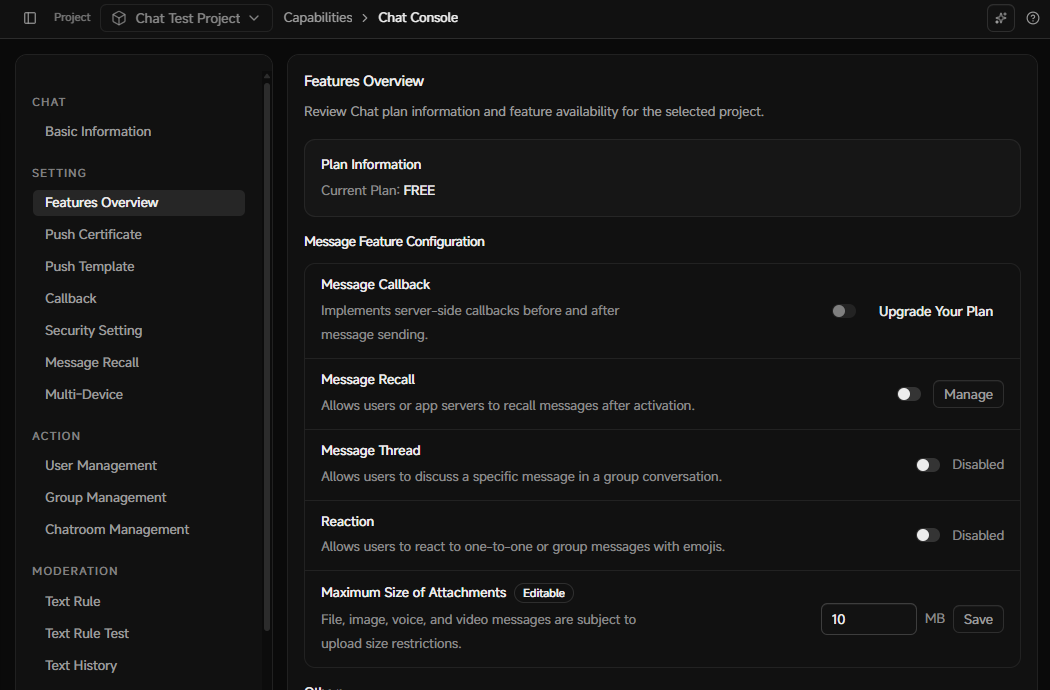 Project
Chat Test Project
Capabilities > Chat Console
CHAT
Basic Information
SETTING
Features Overview
Push Certificate
Push Template
Callback
Security Setting
Message Recall
Multi-Device
ACTION
User Management
Group Management
Chatroom Management
MODERATION
Text Rule
Text Rule Test
Text History
Features Overview
Review Chat plan information and feature availability for the selected project.
Plan Information
Current Plan: FREE
Message Feature Configuration
Message Callback
Implements server-side callbacks before and after
message sending.
Upgrade Your Plan
Message Recall
Allows users or app servers to recall messages after activation.
Manage
Message Thread
Allows users to discuss a specific message in a group conversation.
Disabled
Reaction
Allows users to react to one-to-one or group messages with emojis.
Disabled
Maximum Size of Attachments Editable
File, image, voice, and video messages are subject to
upload size restrictions.
10 MB Save